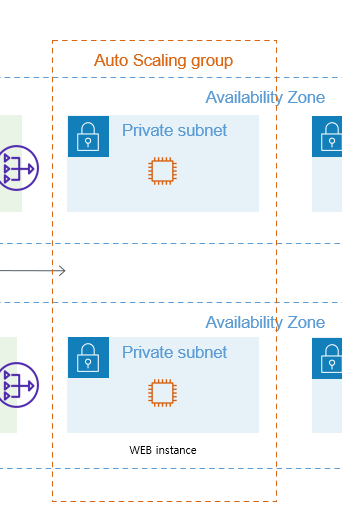 Auto Scaling group
Availability Zone
Private subnet
Availability Zone
Private subnet
WEB instance